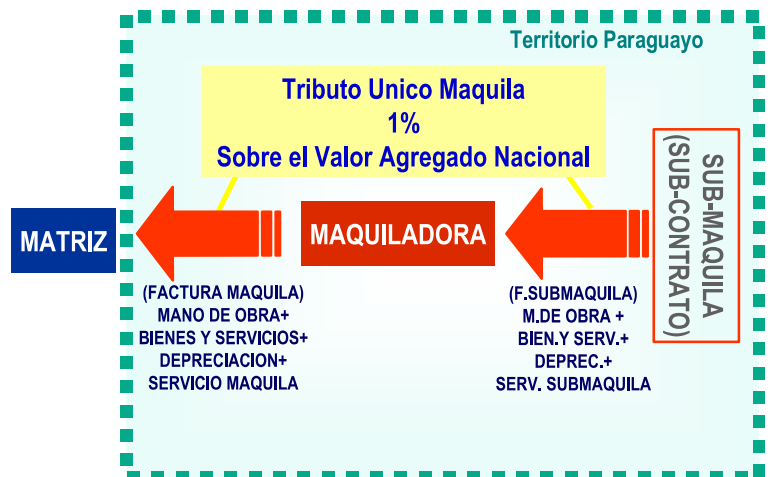 Territorio Paraguayo
Tributo Unico Maquila
1%
Sobre el Valor Agregado Nacional
MATRIZ
MAQUILADORA
SUB-MAQUILA
(SUB-CONTRATO)
(FACTURA MAQUILA)
MANO DE OBRA+
BIENES Y SERVICIOS+
DEPRECIACION+
SERVICIO MAQUILA
(F.SUBMAQUILA)
M.DE OBRA +
BIEN.Y SERV.+
DEPREC.+
SERV. SUBMAQUILA